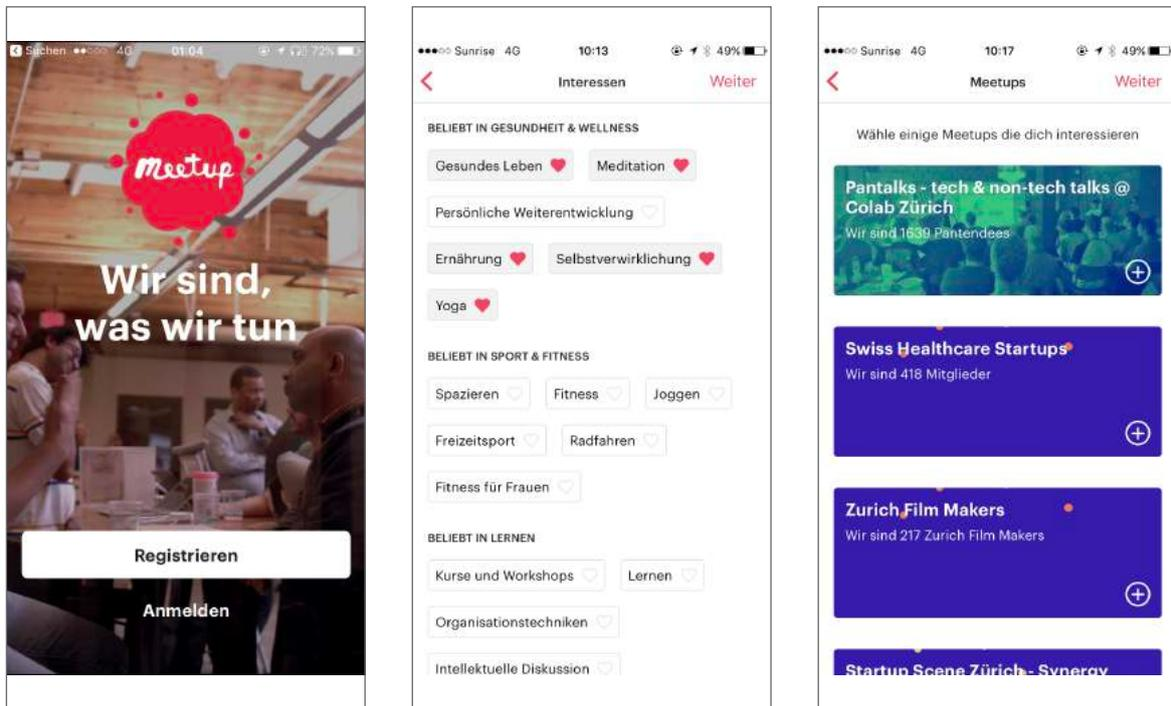 Suchen 4G 01:04 72%
meetup
Wir sind,
was wir tun
Registrieren
Anmelden
Sunrise 4G 10:13 49%
Interessen Weiter
BELIEBT IN GESUNDHEIT & WELLNESS
Gesundes Leben Meditation
Persönliche Weiterentwicklung
Ernährung Selbstverwirklichung
Yoga
BELIEBT IN SPORT & FITNESS
Spazieren Fitness Joggen
Freizeitsport Radfahren
Fitness für Frauen
BELIEBT IN LERNEN
Kurse und Workshops Lernen
Organisationstechniken
Intellektuelle Diskussion
Sunrise 4G 10:17 49%
Meetups Weiter
Wähle einige Meetups die dich interessieren
Pantalks - tech & non-tech talks @
Colab Zürich
Wir sind 1639 Pantendees
Swiss Healthcare Startups
Wir sind 418 Mitglieder
Zurich Film Makers
Wir sind 217 Zurich Film Makers
Startup Scene Zürich - Synergy